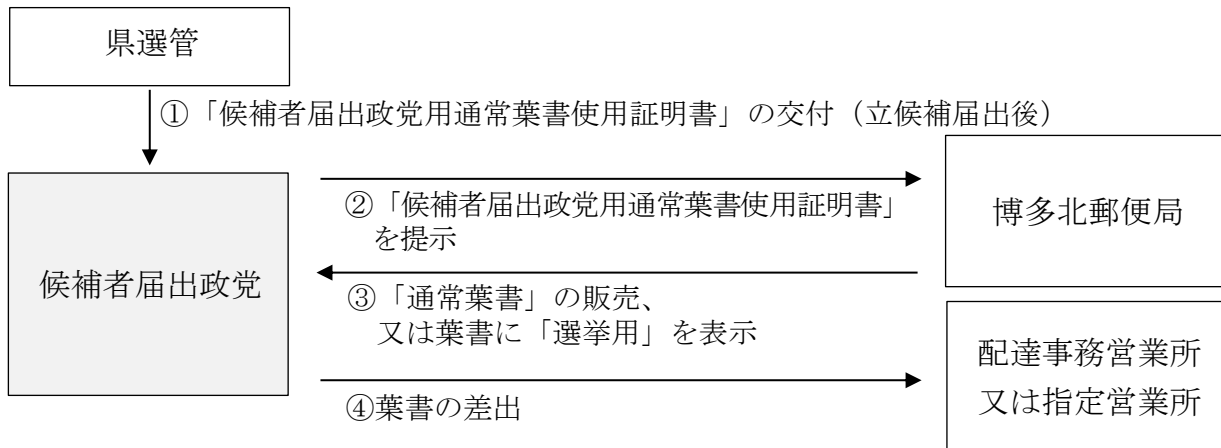 県選管
①「候補者届出政党用通常葉書使用証明書」の交付（立候補届出後）
②「候補者届出政党用通常葉書使用証明書」
を提示
博多北郵便局
候補者届出政党
③「通常葉書」の販売、
又は葉書に「選挙用」を表示
配達事務営業所
又は指定営業所
④葉書の差出